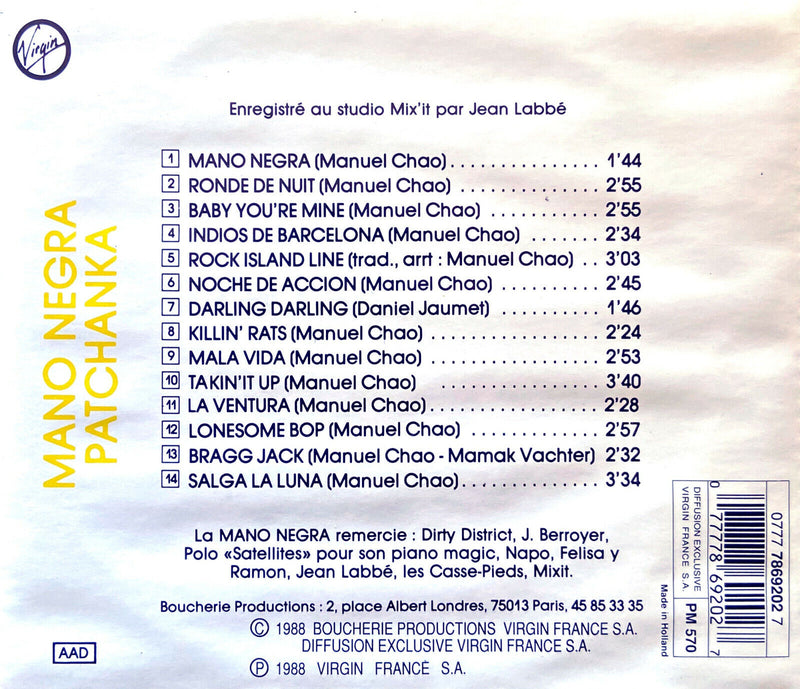 Virgin
Enregistré au studio Mix'it par Jean Labbé
MANO NEGRA
PATCHANKA
1 MANO NEGRA (Manuel Chao) . . . . . . . . . . . . . . 1'44
2 RONDE DE NUIT (Manuel Chao) . . . . . . . . . . . . . 2'55
3 BABY YOU'RE MINE (Manuel Chao) . . . . . . . . . . . 2'55
4 INDIOS DE BARCELONA (Manuel Chao) . . . . . . . 2'34
5 ROCK ISLAND LINE (trad., arrt : Manuel Chao) . . 3'03
6 NOCHE DE ACCION (Manuel Chao) . . . . . . . . . . 2'45
7 DARLING DARLING (Daniel Jaumet) . . . . . . . . . . 1'46
8 KILLIN' RATS (Manuel Chao) . . . . . . . . . . . . . . . . 2'24
9 MALA VIDA (Manuel Chao) . . . . . . . . . . . . . . . . 2'53
10 TAKIN'IT UP (Manuel Chao) . . . . . . . . . . . . . . 3'40
11 LA VENTURA (Manuel Chao) . . . . . . . . . . . . . . . . 2'28
12 LONESOME BOP (Manuel Chao) . . . . . . . . . . . . 2'57
13 BRAGG JACK (Manuel Chao - Mamak Vachter) 2'32
14 SALGA LA LUNA (Manuel Chao) . . . . . . . . . . . . . 3'34
La MANO NEGRA remercie : Dirty District, J. Berroyer,
Polo «Satellites» pour son piano magic, Napo, Felisa y
Ramon, Jean Labbé, les Casse-Pieds, Mixit.
Boucherie Productions : 2, place Albert Londres, 75013 Paris, 45 85 33 35
© 1988 BOUCHERIE PRODUCTIONS VIRGIN FRANCE S.A.
DIFFUSION EXCLUSIVE VIRGIN FRANCE S.A.
℗ 1988 VIRGIN FRANCE S.A.
AAD
Made in Holland
DIFFUSION EXCLUSIVE
VIRGIN FRANCE S.A.
PM 570
0 77778 69202 7
0777 7869202 7